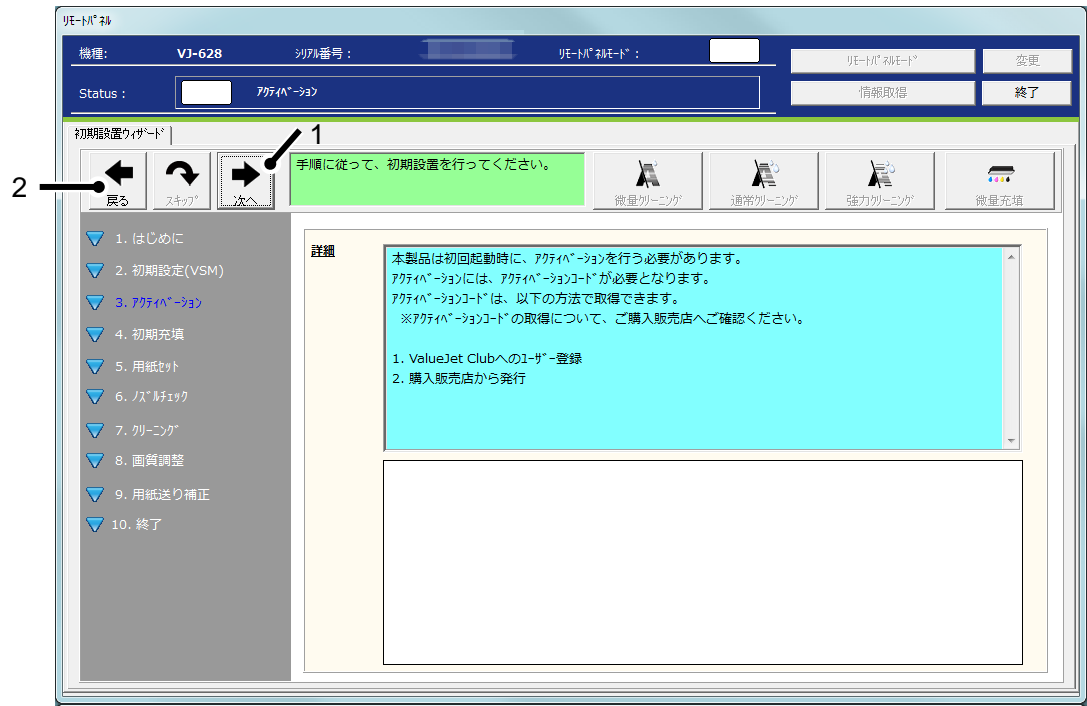 ﾘﾓｰﾄﾊﾟﾈﾙ
機種: VJ-628 ｼﾘｱﾙ番号： ﾘﾓｰﾄﾊﾟﾈﾙﾓｰﾄﾞ： ﾘﾓｰﾄﾊﾟﾈﾙﾓｰﾄﾞ 変更
Status： ｱｸﾃｨﾍﾞｰｼｮﾝ 情報取得 終了
初期設置ｳｨｻﾞｰﾄﾞ
1
2
戻る ｽｷｯﾌﾟ 次へ
手順に従って、初期設置を行ってください。
微量ｸﾘｰﾆﾝｸﾞ 通常ｸﾘｰﾆﾝｸﾞ 強力ｸﾘｰﾆﾝｸﾞ 微量充填
1. はじめに
2. 初期設定(VSM)
3. ｱｸﾃｨﾍﾞｰｼｮﾝ
4. 初期充填
5. 用紙ｾｯﾄ
6. ﾉｽﾞﾙﾁｪｯｸ
7. ｸﾘｰﾆﾝｸﾞ
8. 画質調整
9. 用紙送り補正
10. 終了
詳細
本製品は初回起動時に、ｱｸﾃｨﾍﾞｰｼｮﾝを行う必要があります。
ｱｸﾃｨﾍﾞｰｼｮﾝには、ｱｸﾃｨﾍﾞｰｼｮﾝｺｰﾄﾞが必要となります。
ｱｸﾃｨﾍﾞｰｼｮﾝｺｰﾄﾞは、以下の方法で取得できます。
※ｱｸﾃｨﾍﾞｰｼｮﾝｺｰﾄﾞの取得について、ご購入販売店へご確認ください。
1. ValueJet Clubへのﾕｰｻﾞｰ登録
2. 購入販売店から発行